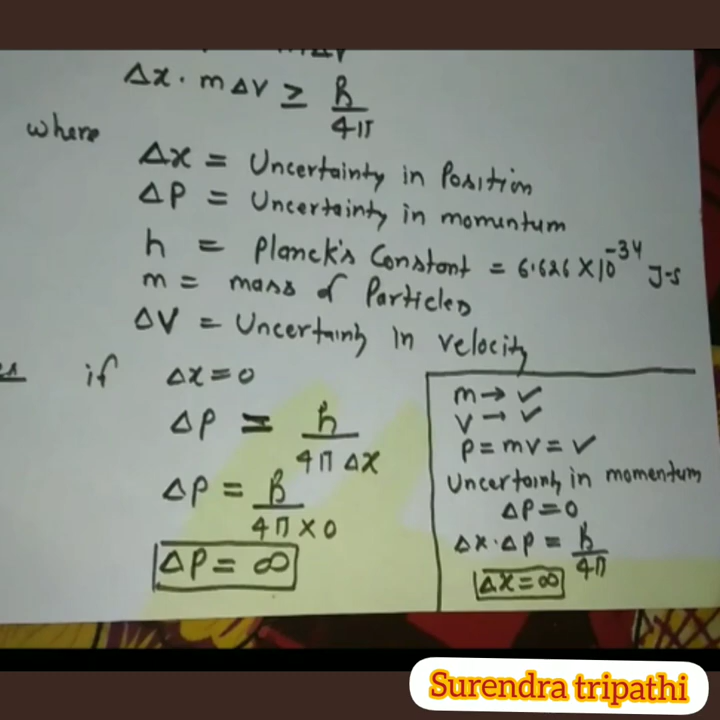 Δx · mΔv ≥ h/4π
where
Δx = Uncertainty in Position
ΔP = Uncertainty in momentum
h = Planck's Constant = 6.626 × 10⁻³⁴ J-s
m = mass of Particles
ΔV = Uncertainty in velocity
if Δx = 0
ΔP = h/4π Δx
ΔP = h/4π × 0
ΔP = ∞
m → ✓
v → ✓
p = mv = ✓
Uncertainty in momentum
ΔP = 0
Δx · ΔP = h/4π
Δx = ∞
Surendra tripathi